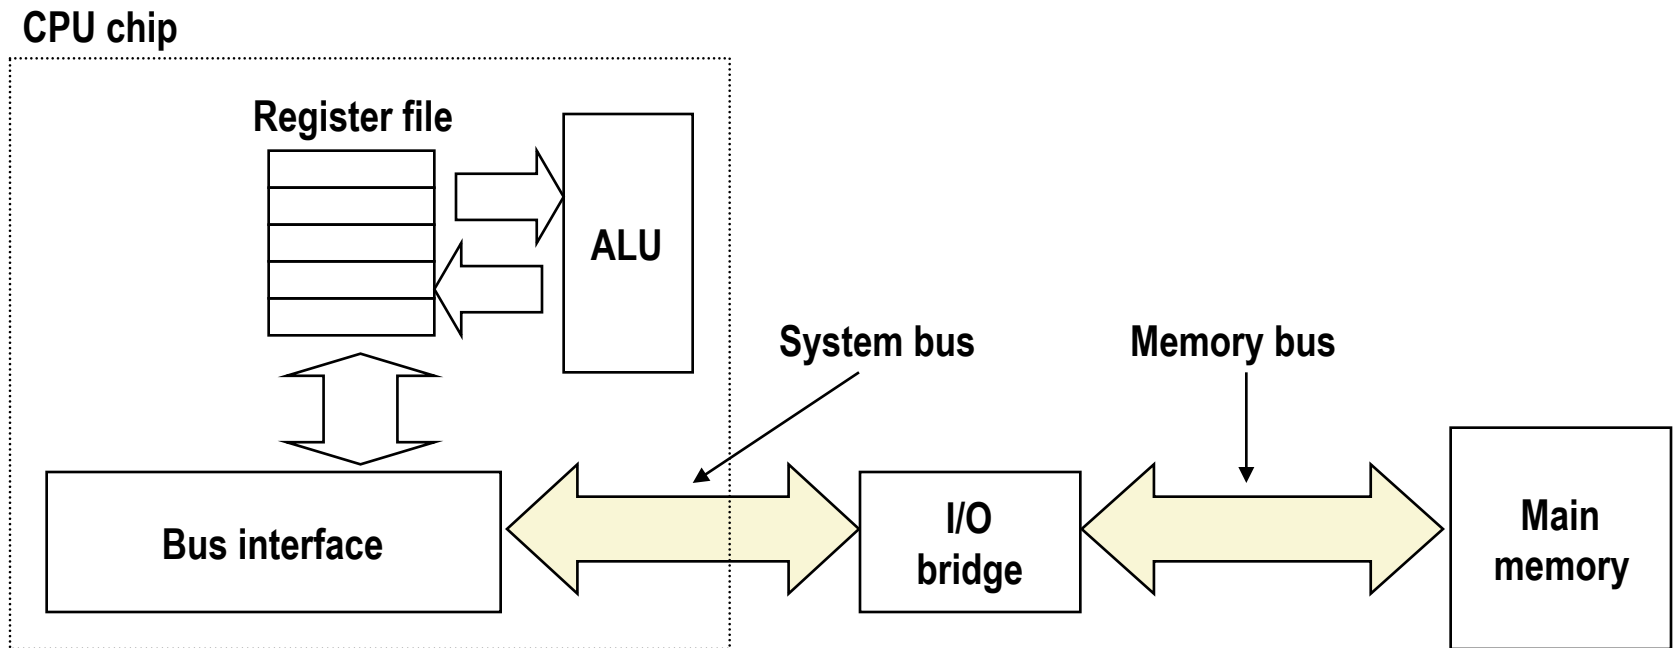 CPU chip
Register file
ALU
System bus
Memory bus
Bus interface
I/O
bridge
Main
memory